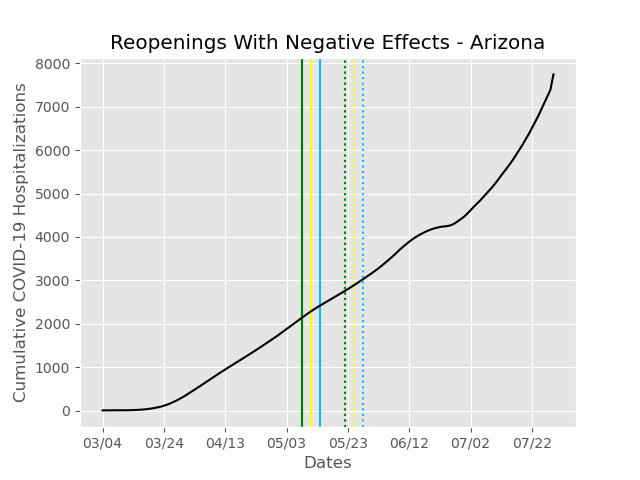 Reopenings With Negative Effects - Arizona
Cumulative COVID-19 Hospitalizations
8000
7000
6000
5000
4000
3000
2000
1000
0
03/04 03/24 04/13 05/03 05/23 06/12 07/02 07/22
Dates